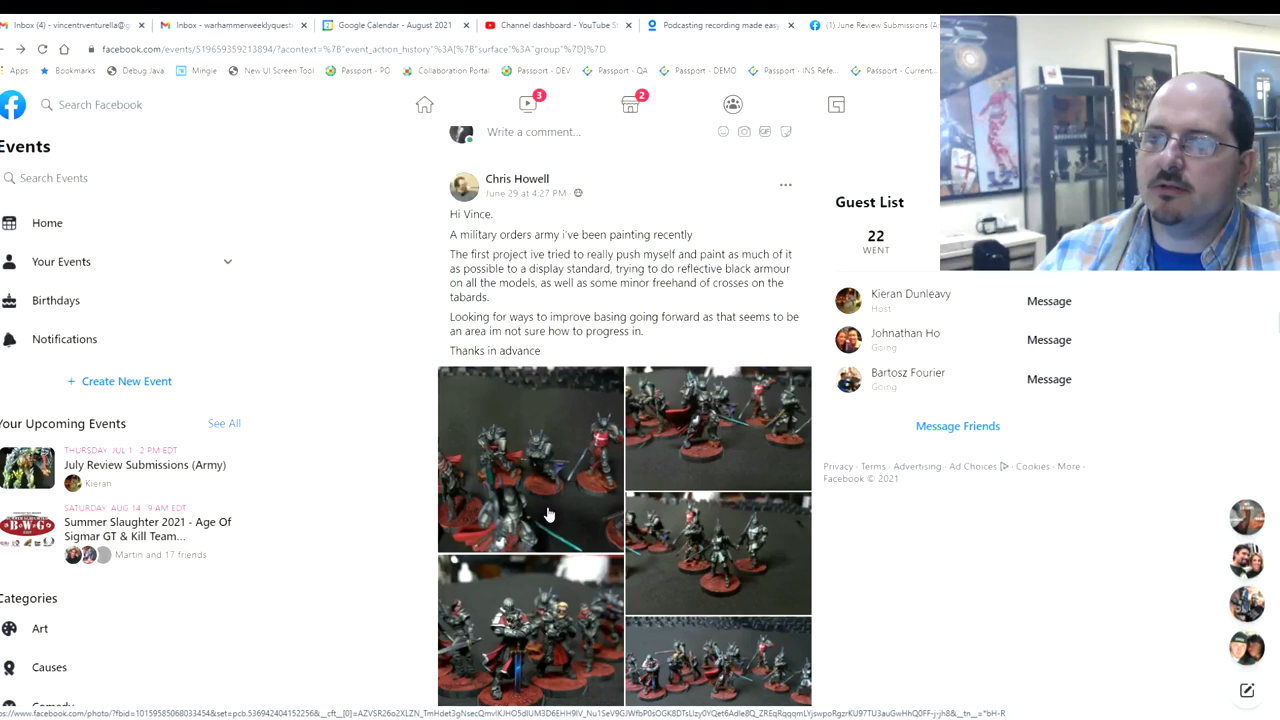 Inbox (4) - vincentrventurella@g
Inbox - warhammerweeklyquest
Google Calendar - August 2021
Channel dashboard - YouTube S
Podcasting recording made easy
(1) June Review Submissions (A
facebook.com/events/519659359213894/?acontext=%7B"event_action_history"%3A[%7B"surface"%3A"group"%7D]%7D
Apps
Bookmarks
Debug Java
Mingle
New UI Screen Tool
Passport - PO
Collaboration Portal
Passport - DEV
Passport - QA
Passport - DEMO
Passport - INS Refe...
Passport - Current...
Search Facebook
3
2
Events
Search Events
Home
Your Events
Birthdays
Notifications
+ Create New Event
Your Upcoming Events
See All
THURSDAY, JUL 1 · 2 PM EDT
July Review Submissions (Army)
Kieran
SATURDAY, AUG 14 · 9 AM EDT
Summer Slaughter 2021 - Age Of
Sigmar GT & Kill Team...
Martin and 17 friends
Categories
Art
Causes
Comedy
Write a comment...
Chris Howell
June 29 at 4:27 PM ·
Hi Vince.
A military orders army i've been painting recently
The first project ive tried to really push myself and paint as much of it
as possible to a display standard, trying to do reflective black armour
on all the models, as well as some minor freehand of crosses on the
tabards.
Looking for ways to improve basing going forward as that seems to be
an area im not sure how to progress in.
Thanks in advance
Guest List
22
WENT
Kieran Dunleavy
Host
Message
Johnathan Ho
Going
Message
Bartosz Fourier
Going
Message
Message Friends
Privacy · Terms · Advertising · Ad Choices · Cookies · More ·
Facebook © 2021